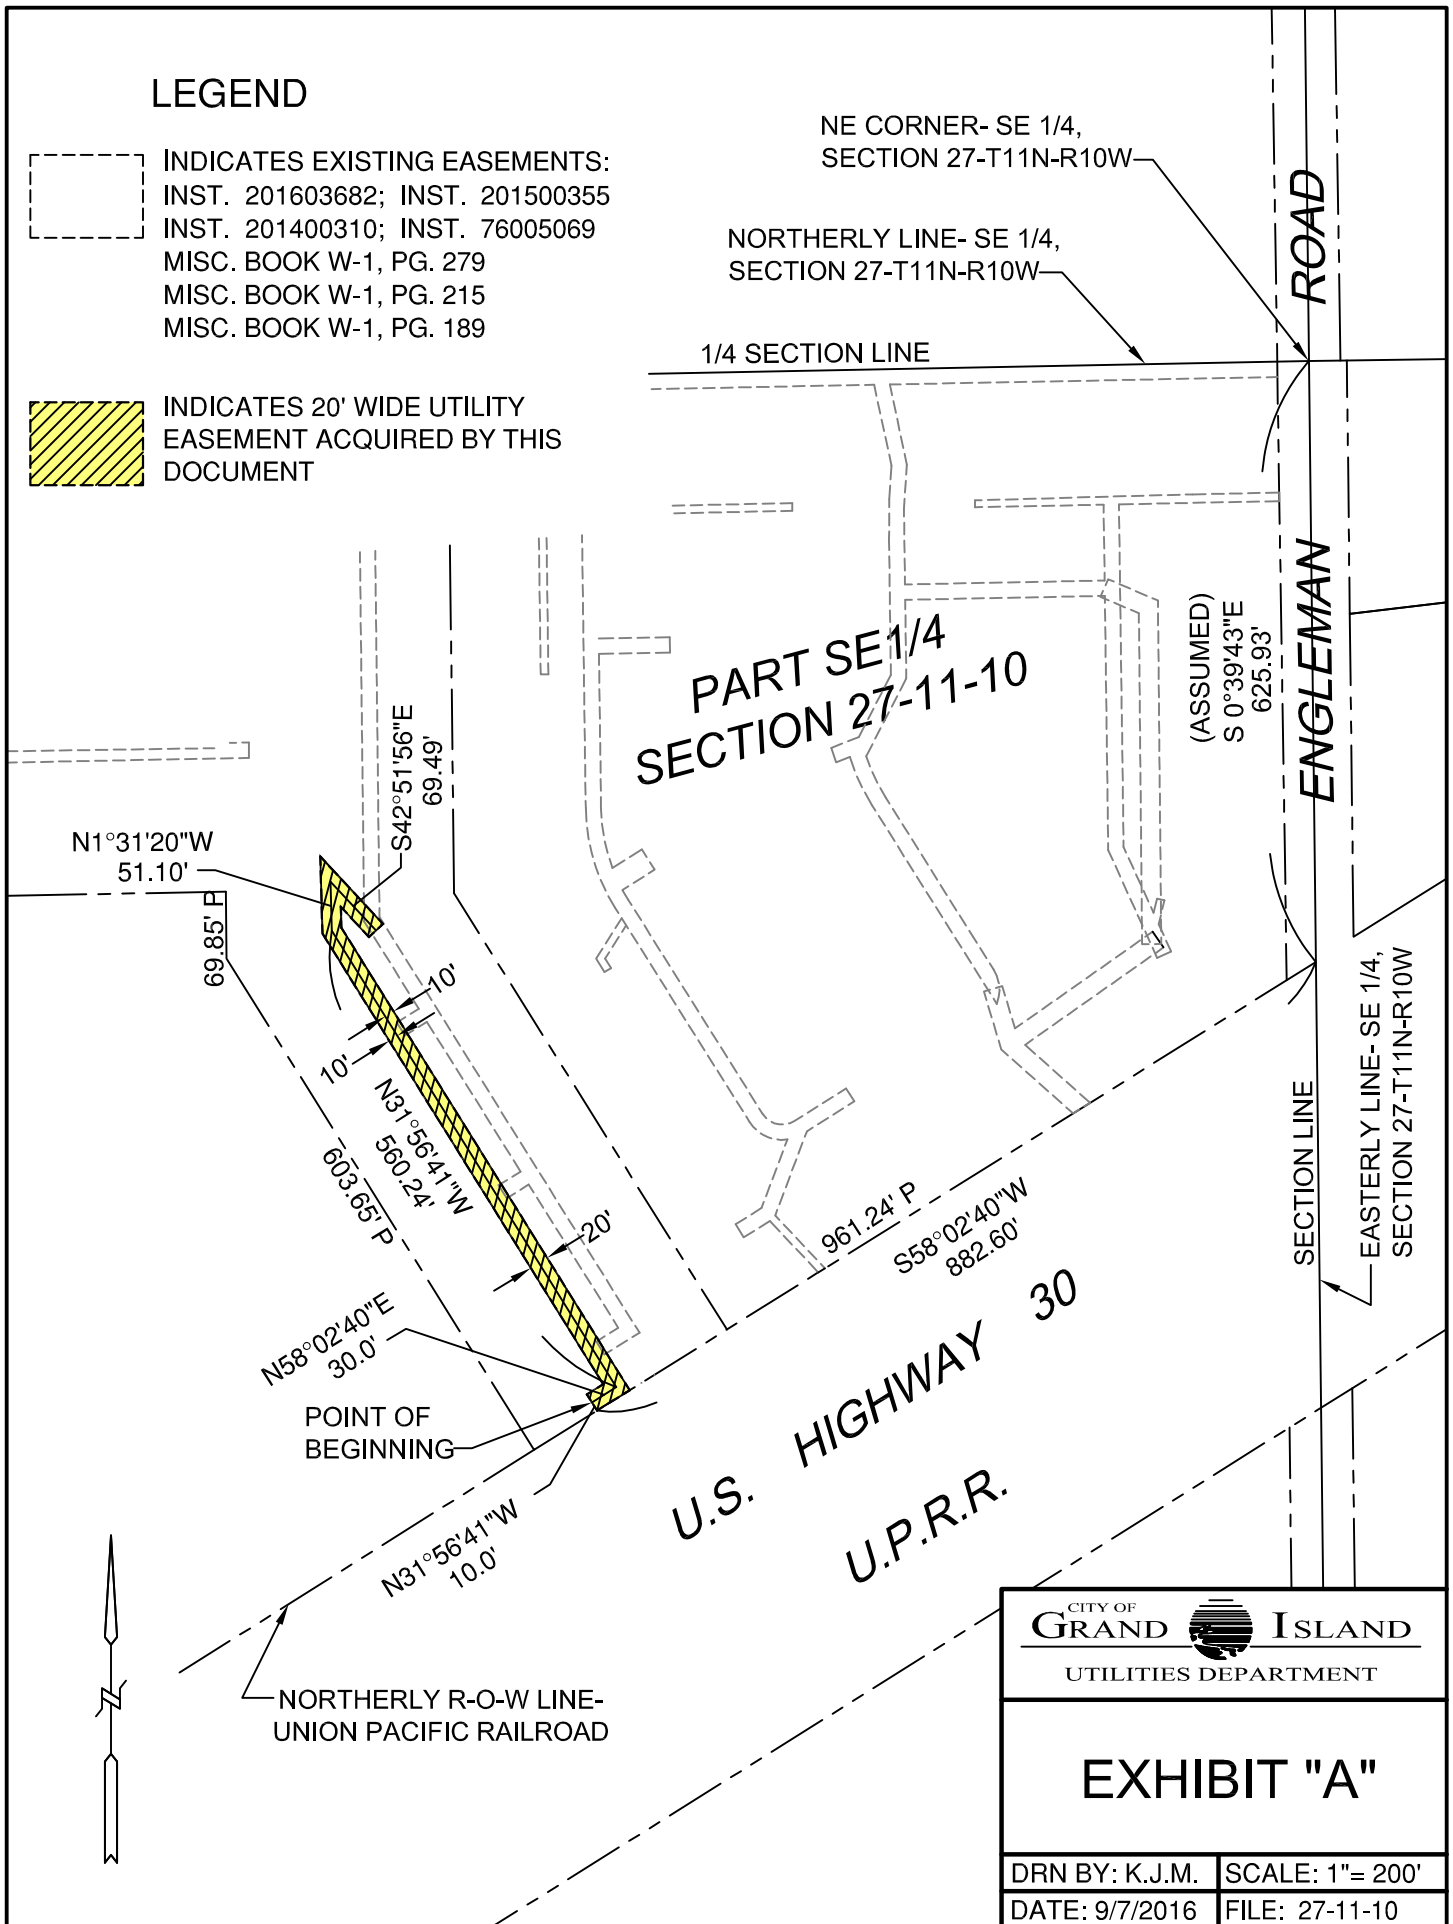 LEGEND
INDICATES EXISTING EASEMENTS:
INST. 201603682; INST. 201500355
INST. 201400310; INST. 76005069
MISC. BOOK W-1, PG. 279
MISC. BOOK W-1, PG. 215
MISC. BOOK W-1, PG. 189
INDICATES 20' WIDE UTILITY
EASEMENT ACQUIRED BY THIS
DOCUMENT
NE CORNER- SE 1/4,
SECTION 27-T11N-R10W
NORTHERLY LINE- SE 1/4,
SECTION 27-T11N-R10W
1/4 SECTION LINE
ENGLEMAN ROAD
PART SE1/4
SECTION 27-11-10
(ASSUMED)
S 0°39'43"E
625.93'
S42°51'56"E
69.49'
N1°31'20"W
51.10'
69.85' P
10'
10'
N31°56'41"W
560.24'
603.65' P
20'
961.24' P
S58°02'40"W
882.60'
N58°02'40"E
30.0'
POINT OF
BEGINNING
N31°56'41"W
10.0'
U.S. HIGHWAY 30
U.P.R.R.
SECTION LINE
EASTERLY LINE- SE 1/4,
SECTION 27-T11N-R10W
NORTHERLY R-O-W LINE-
UNION PACIFIC RAILROAD
CITY OF
GRAND ISLAND
UTILITIES DEPARTMENT
EXHIBIT "A"
DRN BY: K.J.M.
SCALE: 1"= 200'
DATE: 9/7/2016
FILE: 27-11-10